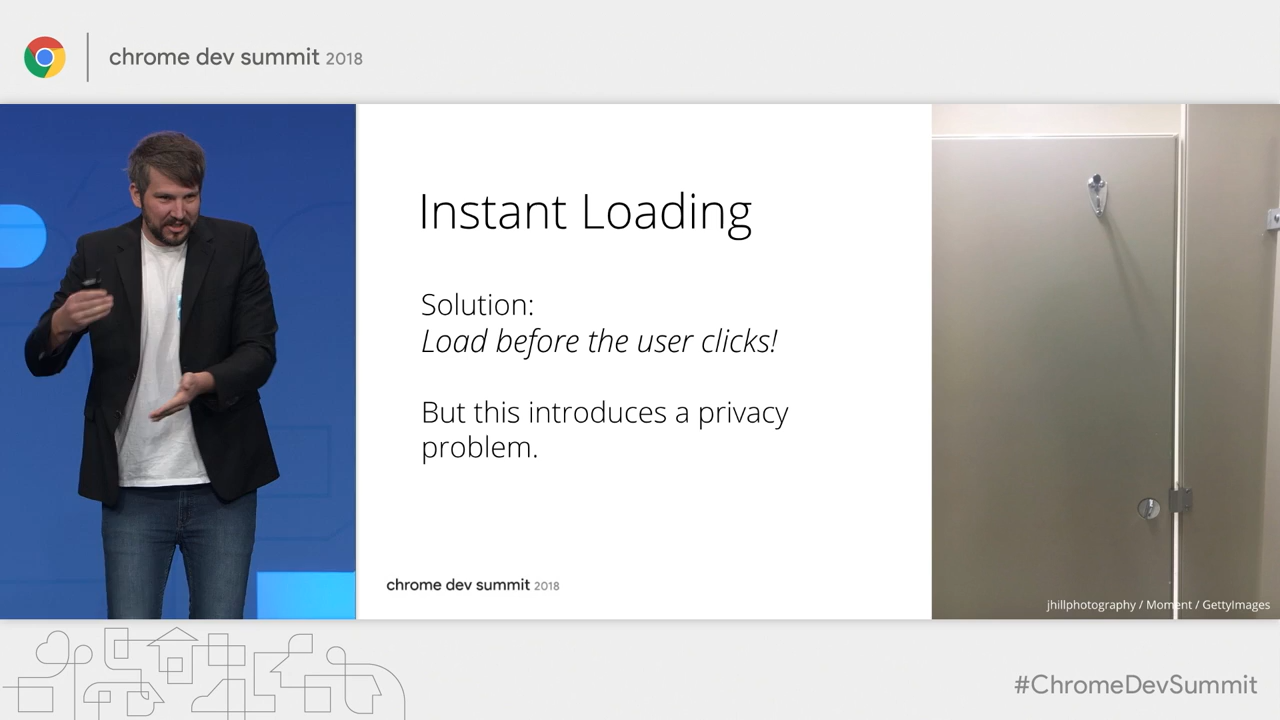 chrome dev summit 2018
Instant Loading
Solution:
Load before the user clicks!
But this introduces a privacy
problem.
chrome dev summit 2018
jhillphotography / Moment / GettyImages
#ChromeDevSummit